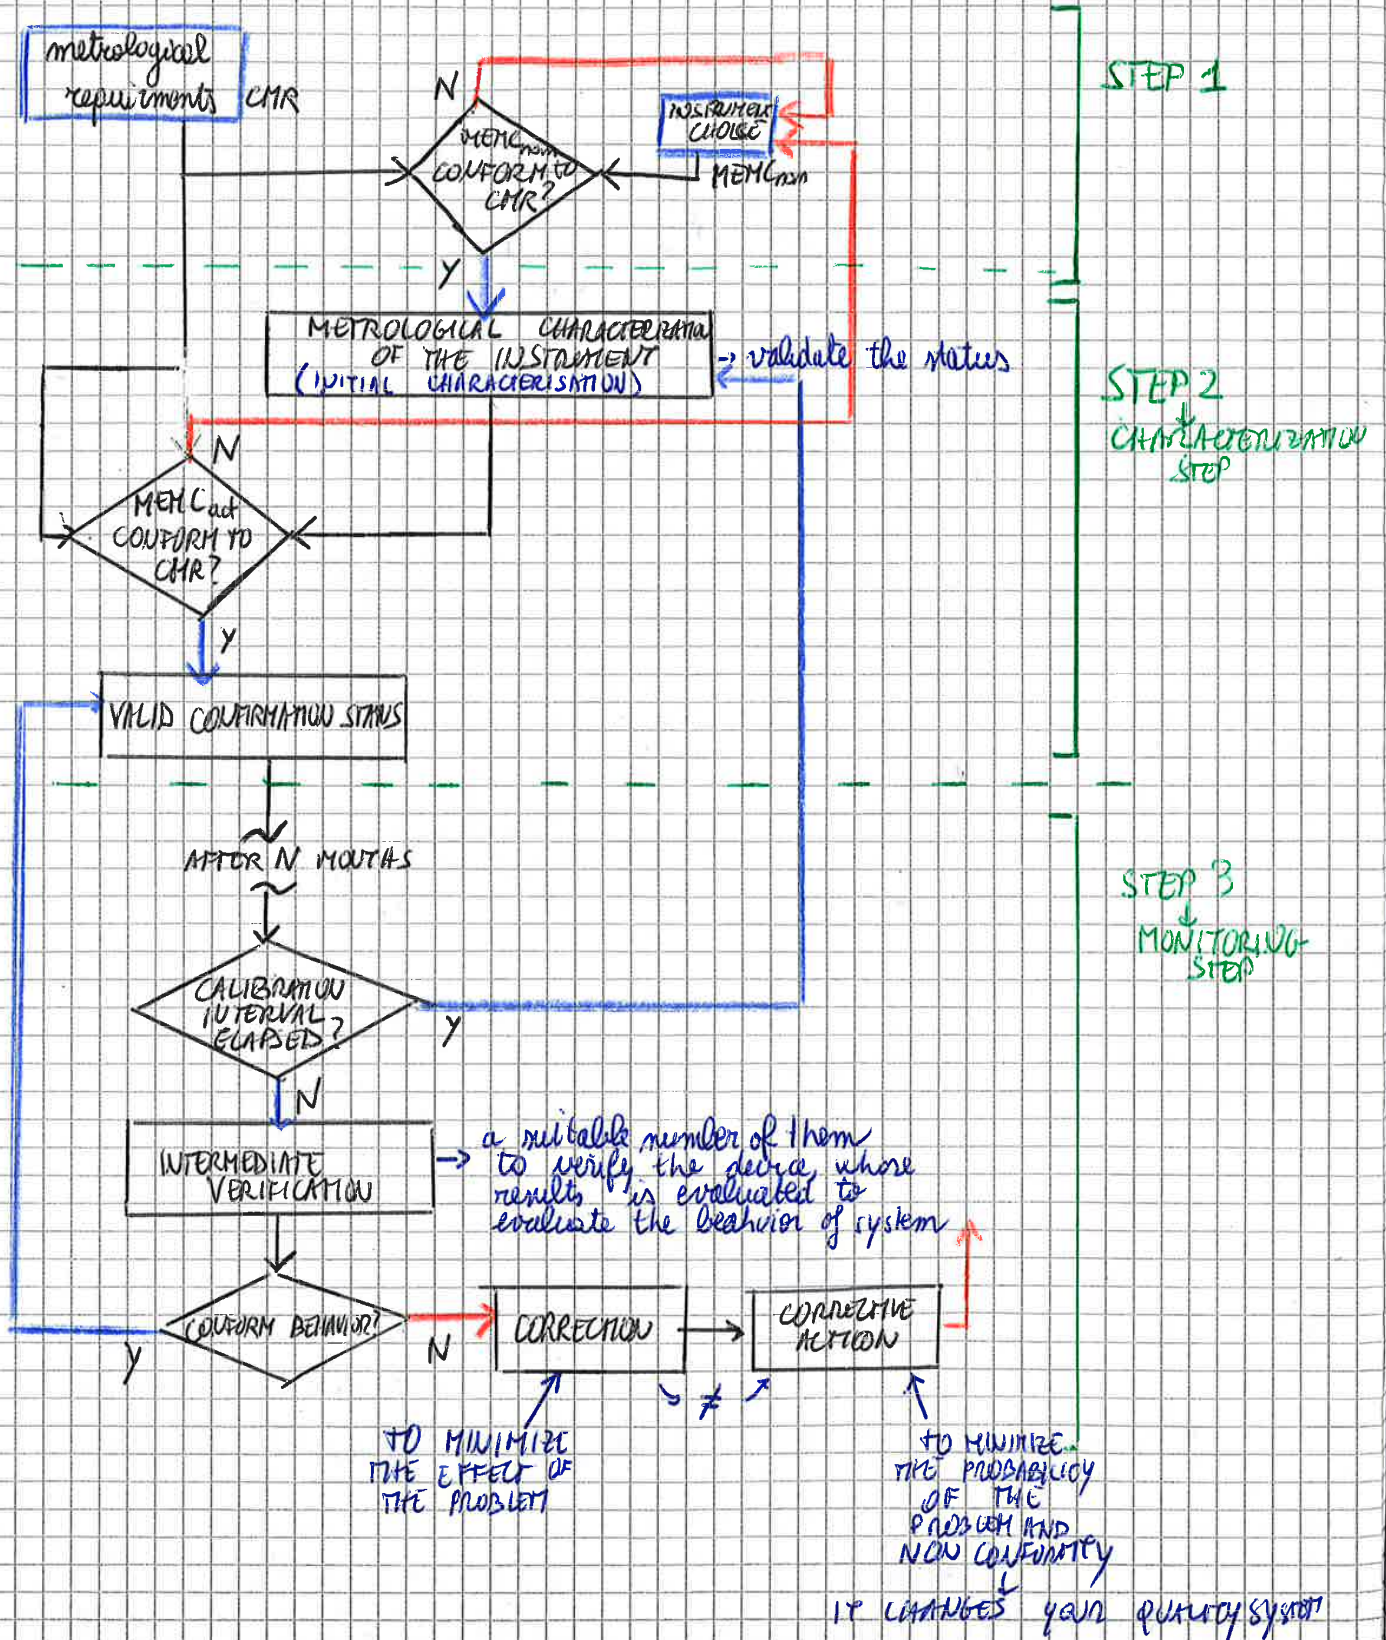 metrological
repuirments CMR
N
MEMCnom
CONFORM TO
CMR?
INSTRUMENT
CHOISE
MEMCnom
STEP 1
Y
METROLOGICAL CHARACTERIZATION
OF THE INSTRUMENT
(INITIAL CHARACTERISATION)
→ validate the status
STEP 2
↓
CHARACTERIZATION
STEP
N
MEMCact
CONFORM TO
CMR?
Y
VALID CONFIRMATION STATUS
AFTER N MONTHS
STEP 3
↓
MONITORING
STEP
CALIBRATION
INTERVAL
ELAPSED?
Y
N
INTERMEDIATE
VERIFICATION
→ a suitable number of them
to verify the device, whose
results is evaluated to
evaluate the beahvior of system
CONFORM BEHAVIOR?
Y
N
CORRECTION
CORRECTIVE
ACTION
≠
TO MINIMIZE
THE EFFECT OF
THE PROBLEM
TO MINIMIZE
THE PROBABILITY
OF THE
PROBLEM AND
NON CONFORMITY
↓
IT CHANGES YOUR QUALITY SYSTEM